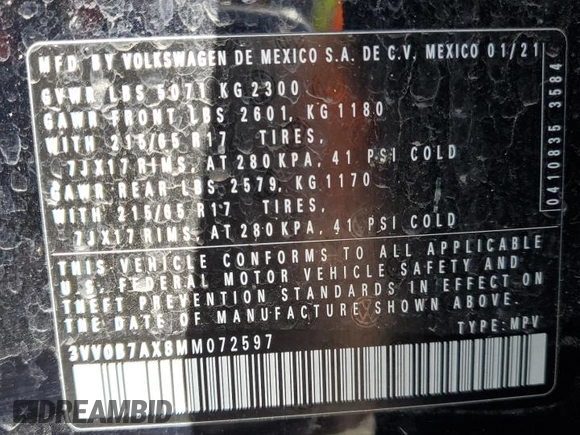 MFD BY VOLKSWAGEN DE MEXICO S.A. DE C.V. MEXICO 01/21
GVWR LBS 5071 KG 2300
GAWR FRONT LBS 2601, KG 1180
WITH 215/65 R17 TIRES,
7JX17 RIMS, AT 280 KPA, 41 PSI COLD
GAWR REAR LBS 2579, KG 1170
WITH 215/65 R17 TIRES,
7JX17 RIMS, AT 280 KPA, 41 PSI COLD
0410835 3584
THIS VEHICLE CONFORMS TO ALL APPLICABLE
U.S. FEDERAL MOTOR VEHICLE SAFETY AND
THEFT PREVENTION STANDARDS IN EFFECT ON
THE DATE OF MANUFACTURE SHOWN ABOVE.
3VV0B7AX8MM072597
TYPE: MPV
DREAMBID